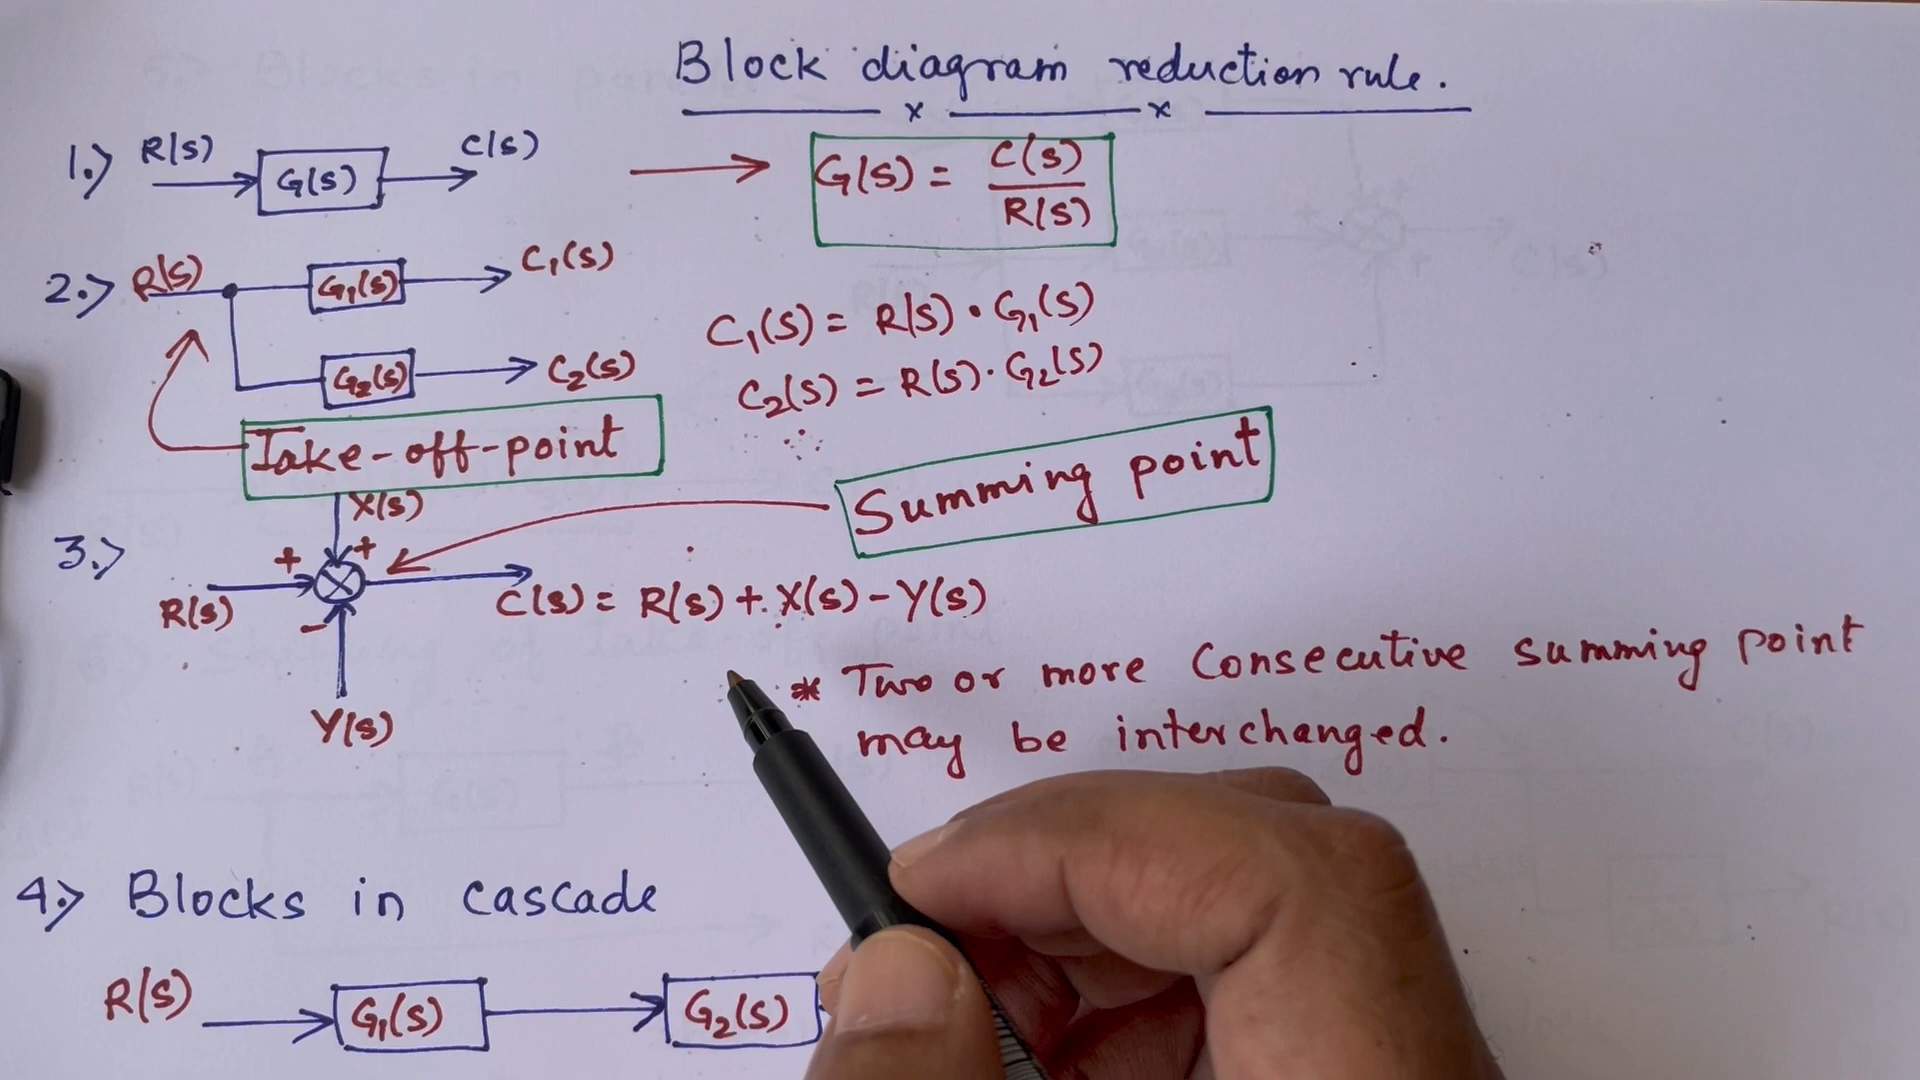 Block diagram reduction rule.
1.) R(s) G(s) C(s) G(s) = C(s) / R(s)
2.) R(s) G₁(s) C₁(s)
G₂(s) C₂(s)
C₁(s) = R(s) · G₁(s)
C₂(s) = R(s) · G₂(s)
Take-off-point
Summing point
3.) X(s)
+ +
R(s) C(s) = R(s) + X(s) - Y(s)
-
Y(s)
* Two or more Consecutive summing point
may be interchanged.
4.) Blocks in cascade
R(s) G₁(s) G₂(s)